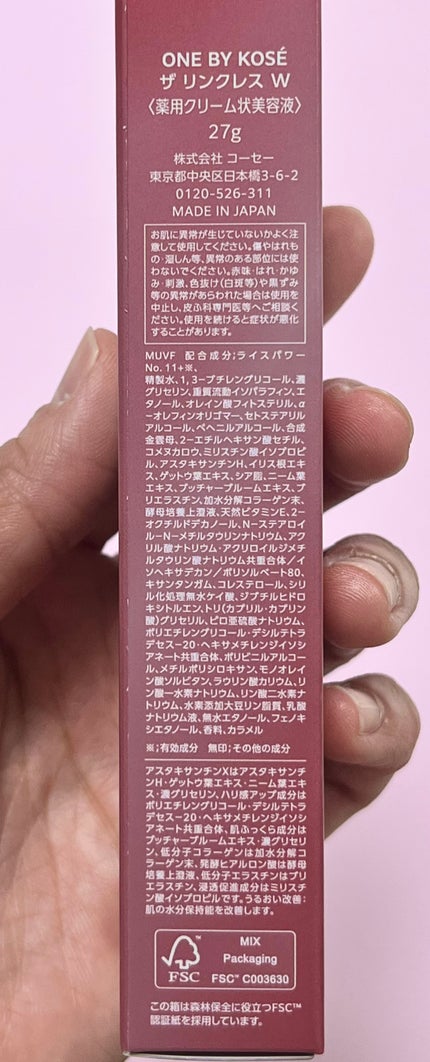 ONE BY KOSÉ
ザ リンクレス W
〈薬用クリーム状美容液〉
27g
株式会社 コーセー
東京都中央区日本橋3-6-2
0120-526-311
MADE IN JAPAN
お肌に異常が生じていないかよく注
意して使用してください。傷やはれも
の・湿しん等、異常のある部位には使
わないでください。赤味・はれ・かゆ
み・刺激、色抜け(白斑等)や黒ずみ
等の異常があらわれた場合は使用を
中止し、皮ふ科専門医等へご相談く
ださい。使用を続けると症状が悪化
することがあります。
MUVF 配合成分;ライスパワー
No.11+※、
精製水、1,3-ブチレングリコール、濃
グリセリン、重質流動イソパラフィン、エ
タノール、オレイン酸フィトステリル、α
-オレフィンオリゴマー、セトステアリル
アルコール、ベヘニルアルコール、合成
金雲母、2-エチルヘキサン酸セチル、
コメヌカロウ、ミリスチン酸イソプロピ
ル、アスタキサンチンH、イリス根エキ
ス、ゲットウ葉エキス、シア脂、ニーム葉
エキス、ブッチャーブルームエキス、プ
リエラスチン、加水分解コラーゲン末、
酵母培養上澄液、天然ビタミンE、2-
オクチルドデカノール、N-ステアロイ
ル-N-メチルタウリンナトリウム、アク
リル酸ナトリウム・アクリロイルジメチ
ルタウリン酸ナトリウム共重合体/イ
ソヘキサデカン/ポリソルベート80、
キサンタンガム、コレステロール、シリ
ル化処理無水ケイ酸、ジブチルヒドロ
キシトルエン、トリ(カプリル・カプリン
酸)グリセリル、ピロ亜硫酸ナトリウム、
ポリエチレングリコール・デシルテトラ
デセス-20・ヘキサメチレンジイソシ
アネート共重合体、ポリビニルアルコー
ル、メチルポリシロキサン、モノオレイ
ン酸ソルビタン、ラウリン酸カリウム、リ
ン酸一水素ナトリウム、リン酸二水素ナ
トリウム、水素添加大豆リン脂質、乳酸
ナトリウム液、無水エタノール、フェノキ
シエタノール、香料、カラメル
※;有効成分 無印;その他の成分
アスタキサンチンXはアスタキサンチ
ンH・ゲットウ葉エキス・ニーム葉エキ
ス・濃グリセリン、ハリ感アップ成分は
ポリエチレングリコール・デシルテトラ
デセス-20・ヘキサメチレンジイソシ
アネート共重合体、肌ふっくら成分は
ブッチャーブルームエキス・濃グリセリ
ン、低分子コラーゲンは加水分解コ
ラーゲン末、発酵ヒアルロン酸は酵母
培養上澄液、低分子エラスチンはプリ
エラスチン、浸透促進成分はミリスチ
ン酸イソプロピルです。うるおい改善:
肌の水分保持能を改善します。
FSC
MIX
Packaging
FSC™ C003630
この箱は森林保全に役立つFSC™
認証紙を採用しています。